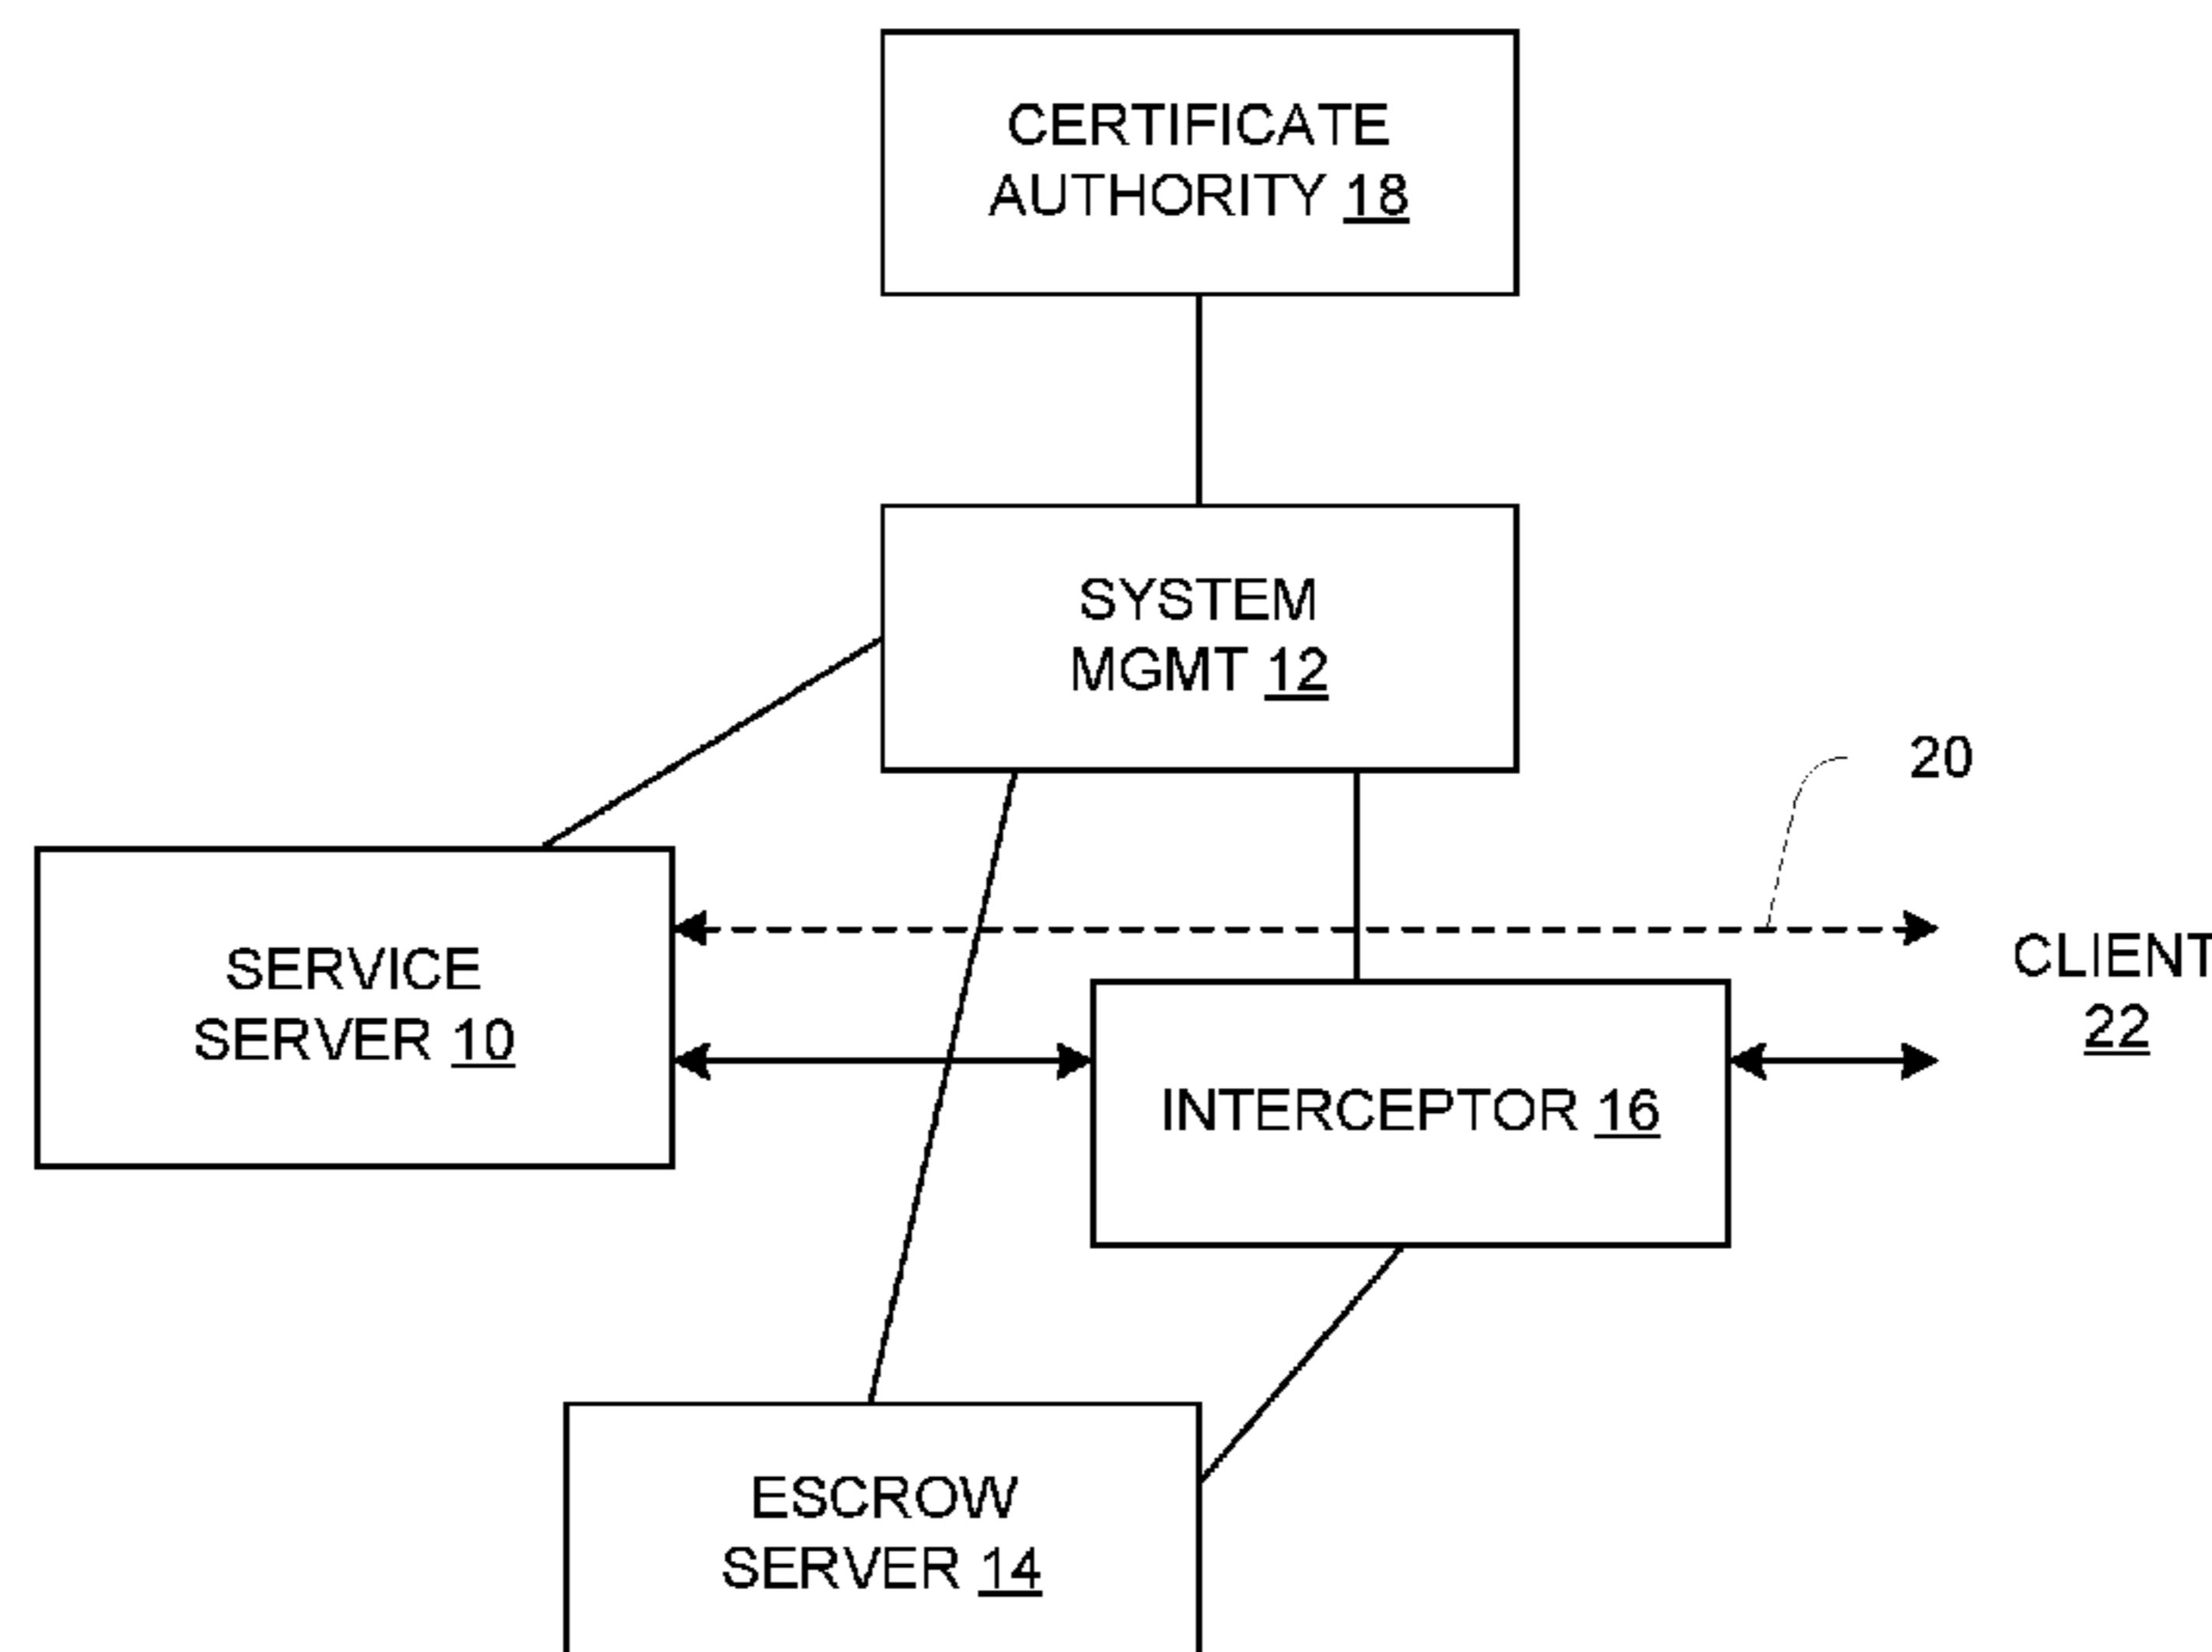 CERTIFICATE
AUTHORITY 18
SYSTEM
MGMT 12
20
SERVICE
SERVER 10
CLIENT
22
INTERCEPTOR 16
ESCROW
SERVER 14